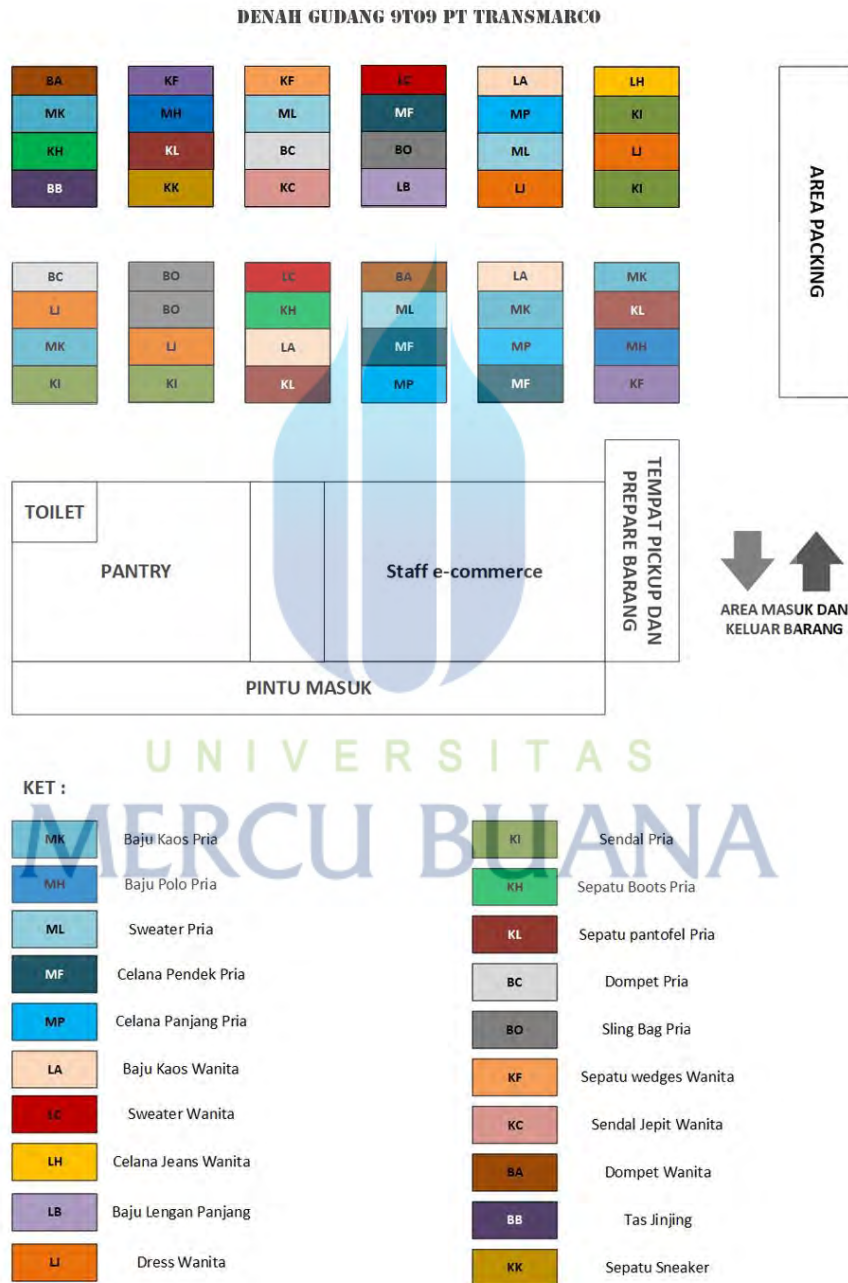 DENAH GUDANG 9TO9 PT TRANSMARCO
BA KF KF LC LA LH
MK MH ML MF MP KI
KH KL BC BO ML LJ
BB KK KC LB LJ KI
AREA PACKING
BC BO LC BA LA MK
LJ BO KH ML MK KL
MK LJ LA MF MP MH
KI KI KL MP MF KF
TOILET
PANTRY
Staff e-commerce
TEMPAT PICKUP DAN
PREPARE BARANG
AREA MASUK DAN
KELUAR BARANG
PINTU MASUK
UNIVERSITAS
MERCU BUANA
KET :
MK Baju Kaos Pria
MH Baju Polo Pria
ML Sweater Pria
MF Celana Pendek Pria
MP Celana Panjang Pria
LA Baju Kaos Wanita
LC Sweater Wanita
LH Celana Jeans Wanita
LB Baju Lengan Panjang
LJ Dress Wanita
KI Sendal Pria
KH Sepatu Boots Pria
KL Sepatu pantofel Pria
BC Dompet Pria
BO Sling Bag Pria
KF Sepatu wedges Wanita
KC Sendal Jepit Wanita
BA Dompet Wanita
BB Tas Jinjing
KK Sepatu Sneaker